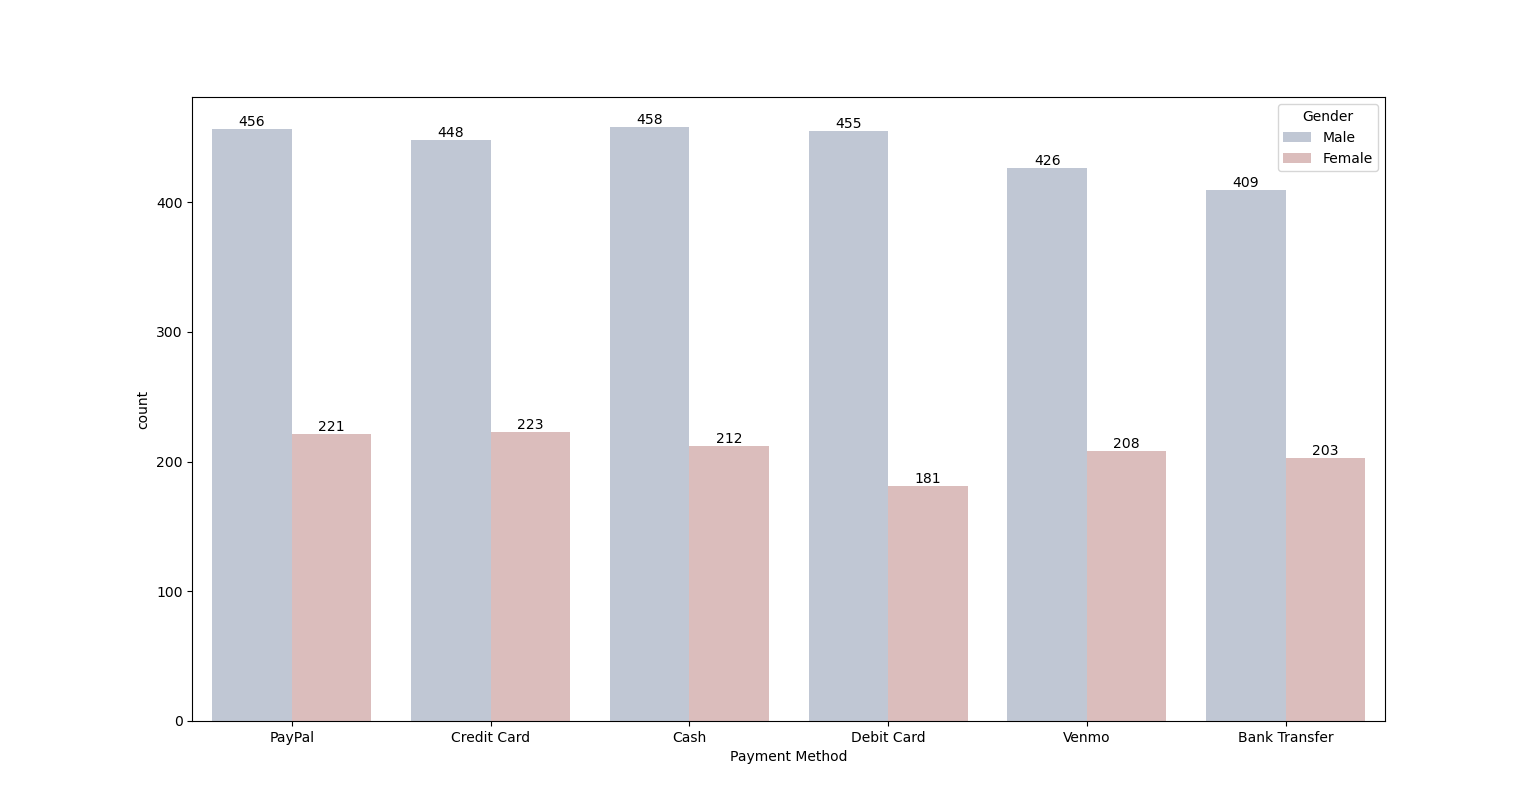 Gender
Male
Female
456
448
458
455
426
409
221
223
212
181
208
203
400
300
200
100
0
count
PayPal
Credit Card
Cash
Debit Card
Venmo
Bank Transfer
Payment Method